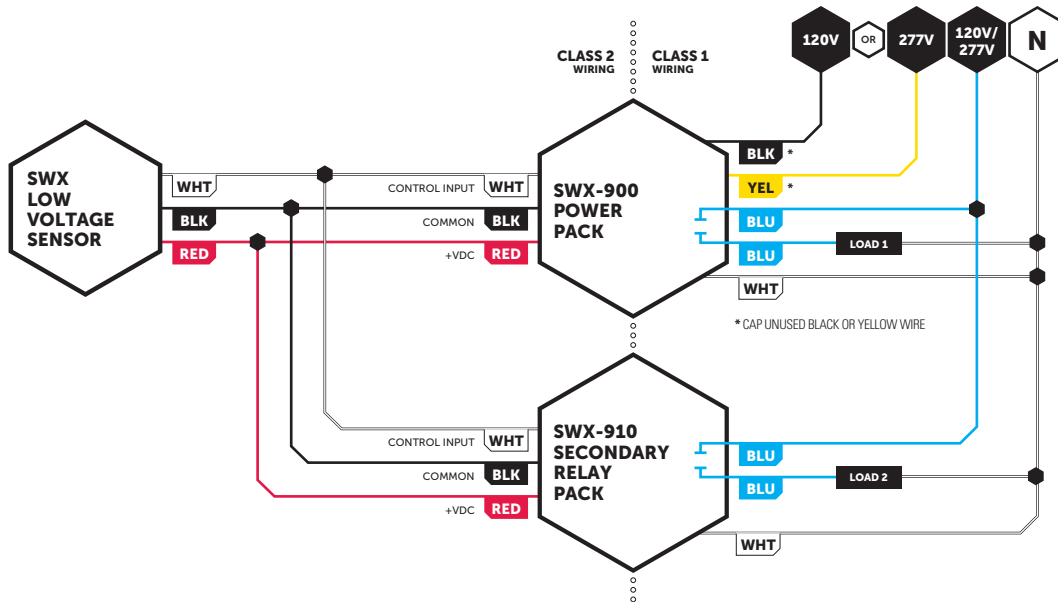 120V
OR
277V
120V/
277V
N
CLASS 2
WIRING
CLASS 1
WIRING
SWX
LOW
VOLTAGE
SENSOR
WHT
BLK
RED
CONTROL INPUT
WHT
COMMON
BLK
+VDC
RED
SWX-900
POWER
PACK
BLK *
YEL *
BLU
BLU
LOAD 1
WHT
* CAP UNUSED BLACK OR YELLOW WIRE
CONTROL INPUT
WHT
COMMON
BLK
+VDC
RED
SWX-910
SECONDARY
RELAY
PACK
BLU
BLU
LOAD 2
WHT